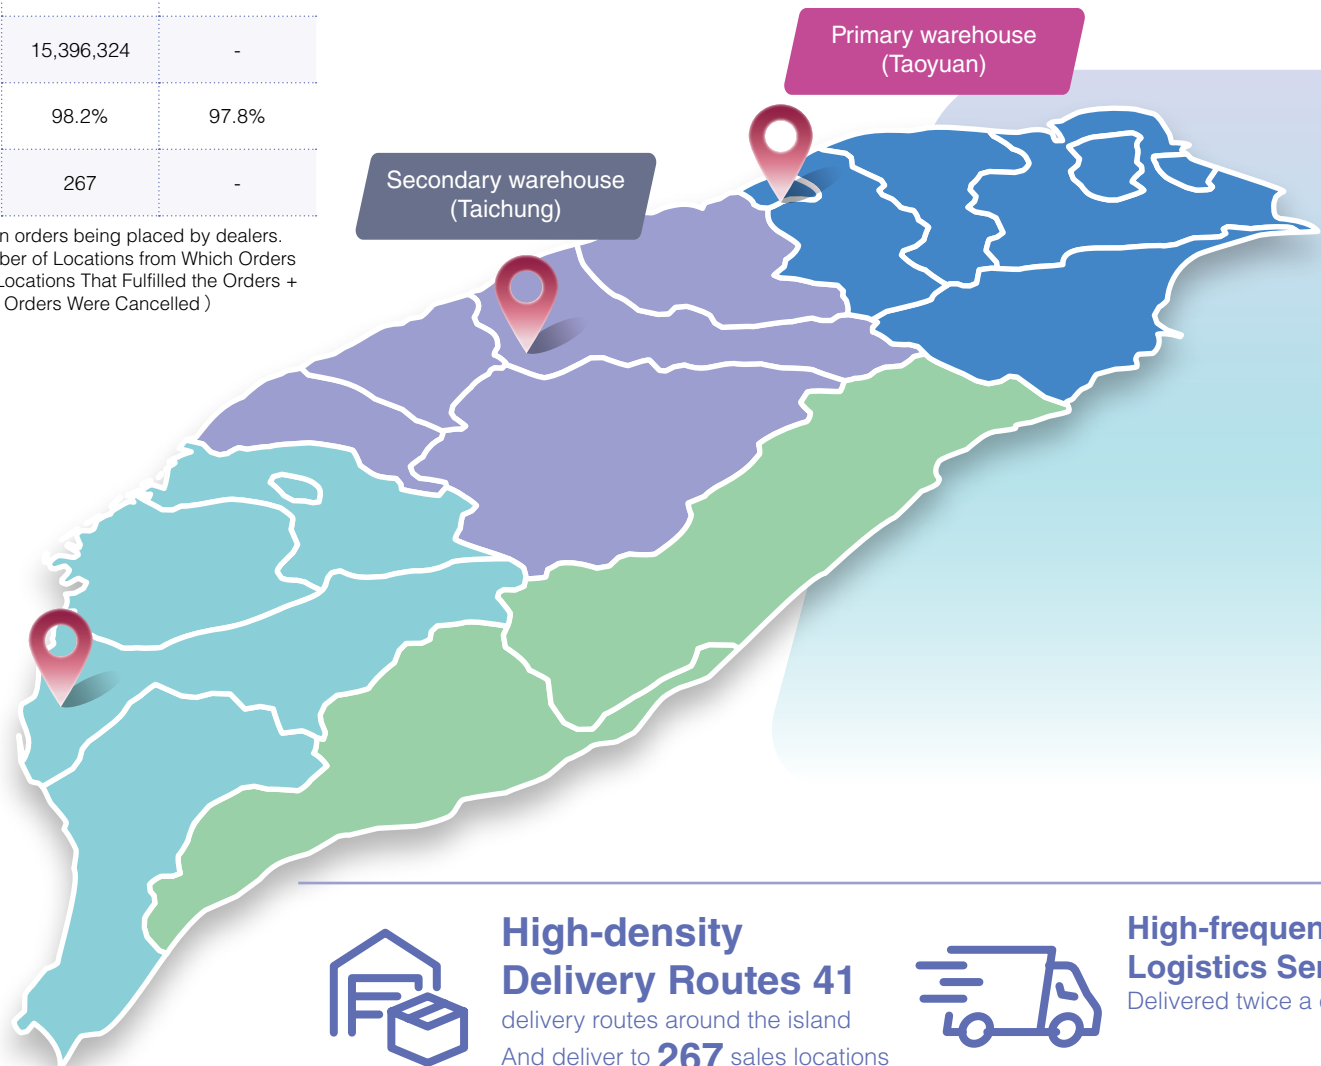 15,396,324 -
98.2% 97.8%
267 -
n orders being placed by dealers.
ber of Locations from Which Orders
Locations That Fulfilled the Orders +
Orders Were Cancelled )
Primary warehouse
(Taoyuan)
Secondary warehouse
(Taichung)
High-density
Delivery Routes 41
delivery routes around the island
And deliver to 267 sales locations
High-frequen
Logistics Ser
Delivered twice a